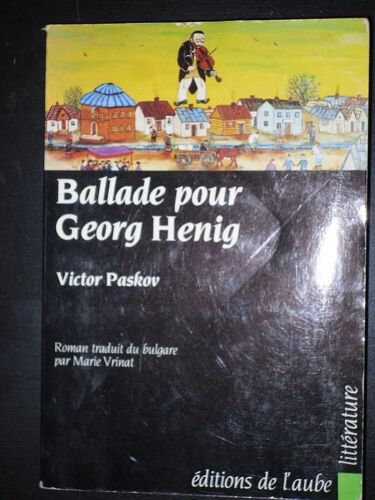 Ballade pour
Georg Henig
Victor Paskov
Roman traduit du bulgare
par Marie Vrinat
littérature
éditions de l'aube